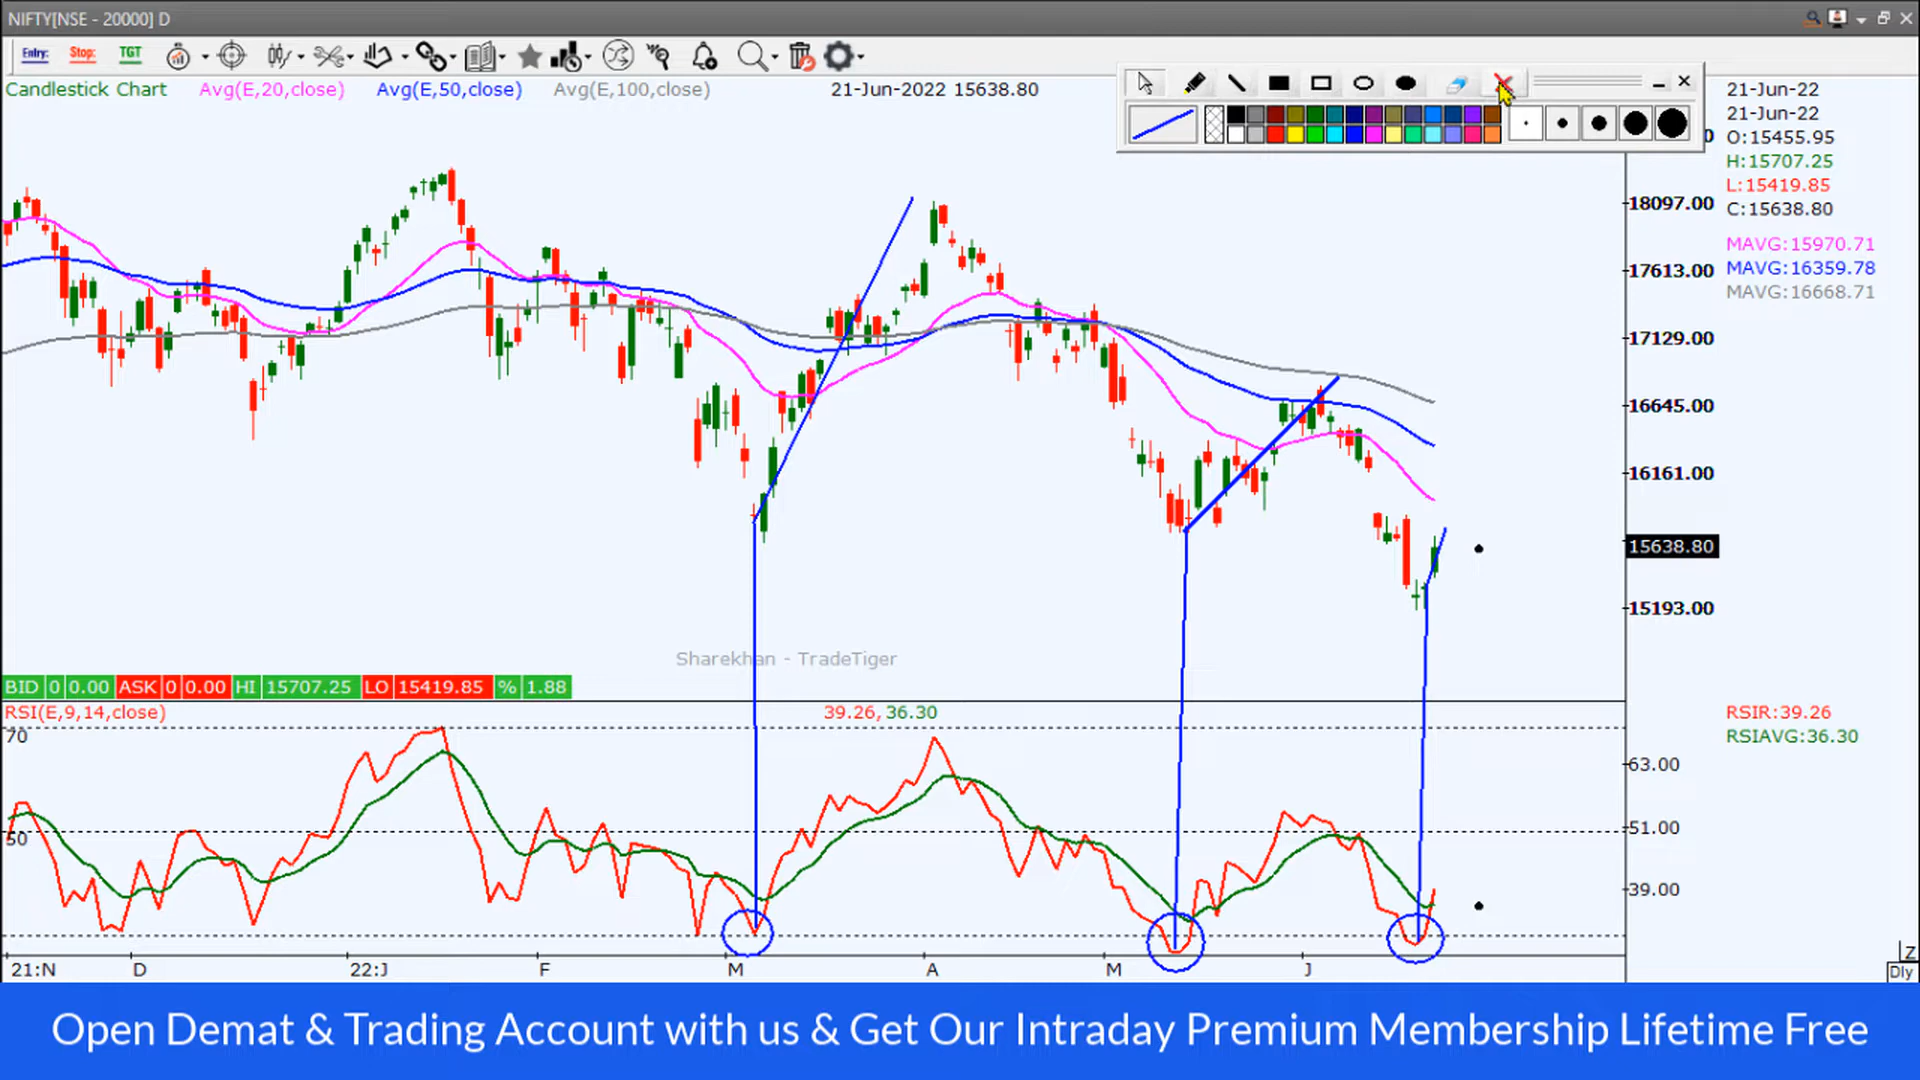 NIFTY[NSE - 20000] D
Entry: Stop: TGT
Candlestick Chart Avg(E,20,close) Avg(E,50,close) Avg(E,100,close) 21-Jun-2022 15638.80
21-Jun-22
21-Jun-22
O:15455.95
H:15707.25
L:15419.85
C:15638.80
MAVG:15970.71
MAVG:16359.78
MAVG:16668.71
18097.00
17613.00
17129.00
16645.00
16161.00
15638.80
15193.00
Sharekhan - TradeTiger
BID 0 0.00 ASK 0 0.00 HI 15707.25 LO 15419.85 % 1.88
RSI(E,9,14,close) 39.26, 36.30
RSIR:39.26
RSIAVG:36.30
70
63.00
50
51.00
39.00
21:N D 22:J F M A M J
Z
Dly
Open Demat & Trading Account with us & Get Our Intraday Premium Membership Lifetime Free